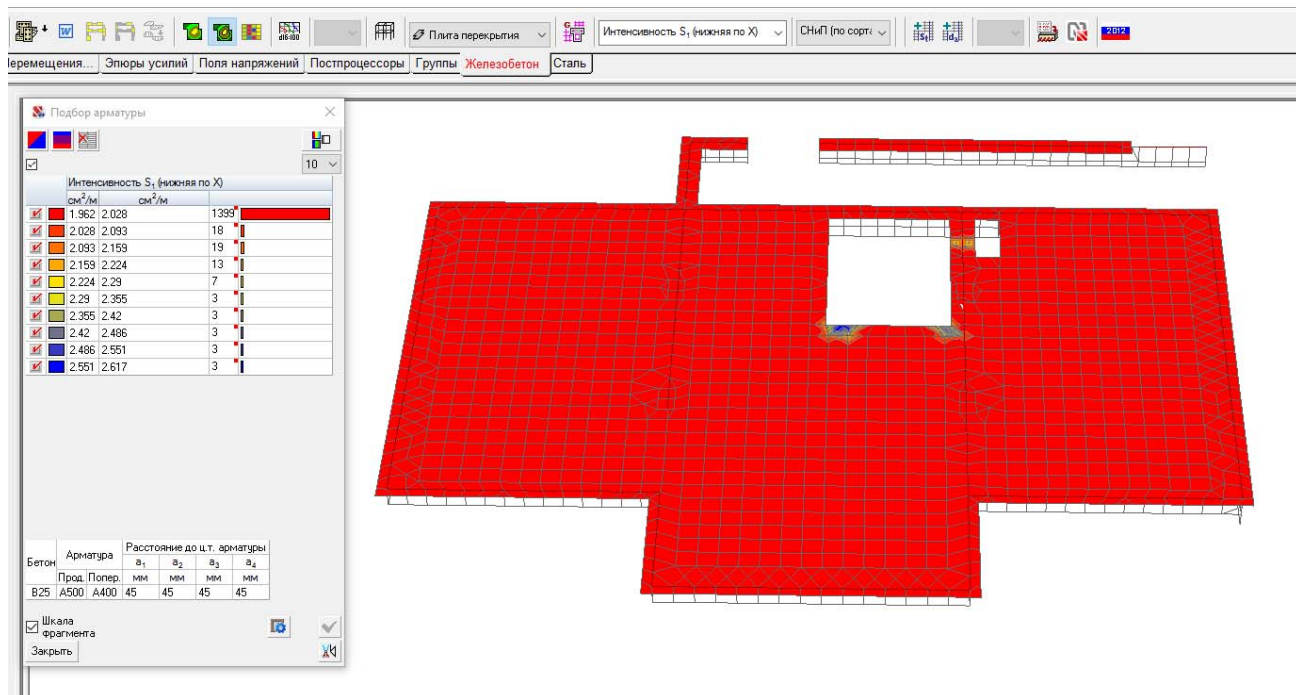 W
d16@100
Плита перекрытия
Интенсивность S₁ (нижняя по X)
СНиП (по сорта
2012
Перемещения... Эпюры усилий Поля напряжений Постпроцессоры Группы Железобетон Сталь
Подбор арматуры
10
Интенсивность S₁ (нижняя по X)
см²/м см²/м
1.962 2.028 1399
2.028 2.093 18
2.093 2.159 19
2.159 2.224 13
2.224 2.29 7
2.29 2.355 3
2.355 2.42 3
2.42 2.486 3
2.486 2.551 3
2.551 2.617 3
Бетон Арматура Расстояние до ц.т. арматуры
a₁ a₂ a₃ a₄
Прод. Попер. мм мм мм мм
B25 A500 A400 45 45 45 45
Шкала
фрагмента
Закрыть